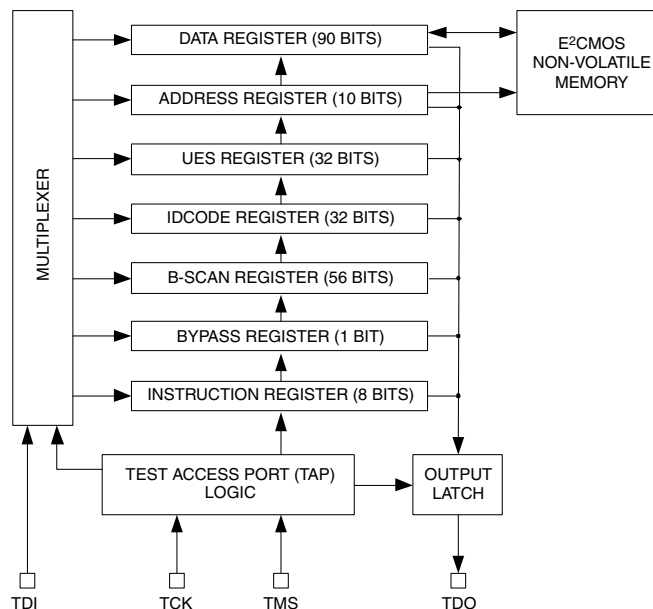 DATA REGISTER (90 BITS)
E²CMOS
NON-VOLATILE
MEMORY
ADDRESS REGISTER (10 BITS)
UES REGISTER (32 BITS)
MULTIPLEXER
IDCODE REGISTER (32 BITS)
B-SCAN REGISTER (56 BITS)
BYPASS REGISTER (1 BIT)
INSTRUCTION REGISTER (8 BITS)
TEST ACCESS PORT (TAP)
LOGIC
OUTPUT
LATCH
TDI
TCK
TMS
TDO